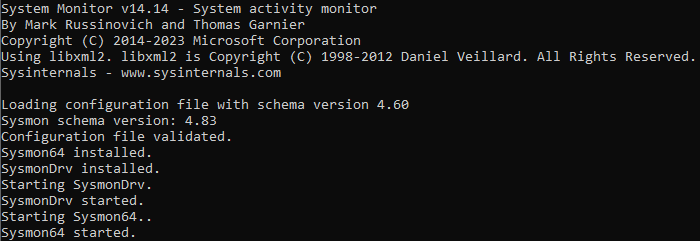 System Monitor v14.14 - System activity monitor
By Mark Russinovich and Thomas Garnier
Copyright (C) 2014-2023 Microsoft Corporation
Using libxml2. libxml2 is Copyright (C) 1998-2012 Daniel Veillard. All Rights Reserved.
Sysinternals - www.sysinternals.com
Loading configuration file with schema version 4.60
Sysmon schema version: 4.83
Configuration file validated.
Sysmon64 installed.
SysmonDrv installed.
Starting SysmonDrv.
SysmonDrv started.
Starting Sysmon64..
Sysmon64 started.